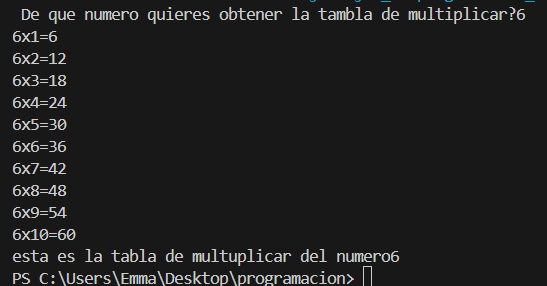 De que numero quieres obtener la tambla de multiplicar?6
6x1=6
6x2=12
6x3=18
6x4=24
6x5=30
6x6=36
6x7=42
6x8=48
6x9=54
6x10=60
esta es la tabla de multuplicar del numero6
PS C:\Users\Emma\Desktop\programacion>